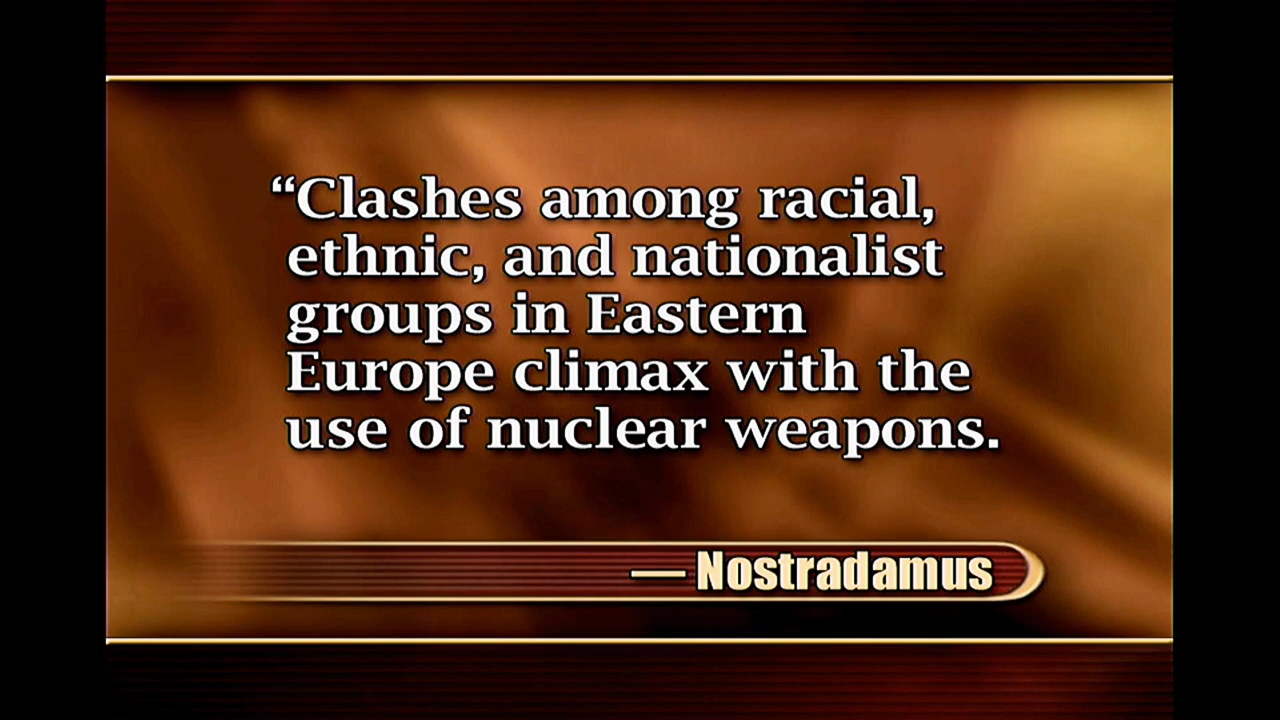 “Clashes among racial,
ethnic, and nationalist
groups in Eastern
Europe climax with the
use of nuclear weapons.
— Nostradamus